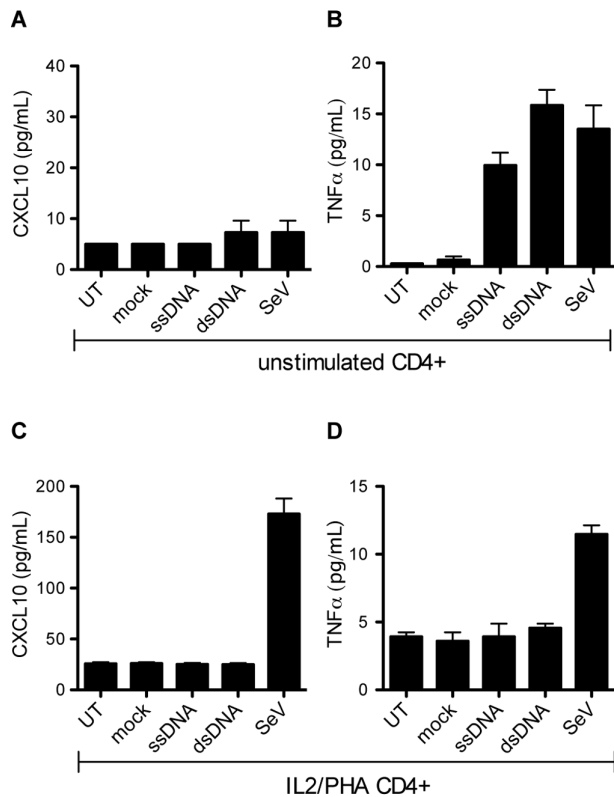 A
CXCL10 (pg/mL)
40
30
20
10
0
UT mock ssDNA dsDNA SeV
B
TNFα (pg/mL)
20
15
10
5
0
UT mock ssDNA dsDNA SeV
unstimulated CD4+
C
CXCL10 (pg/mL)
200
150
100
50
0
UT mock ssDNA dsDNA SeV
D
TNFα (pg/mL)
15
10
5
0
UT mock ssDNA dsDNA SeV
IL2/PHA CD4+